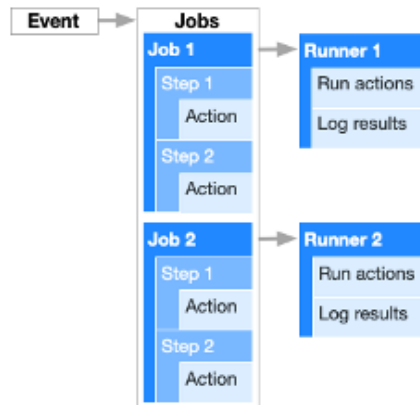 Event
Jobs
Job 1
Step 1
Action
Step 2
Action
Runner 1
Run actions
Log results
Job 2
Step 1
Action
Step 2
Action
Runner 2
Run actions
Log results